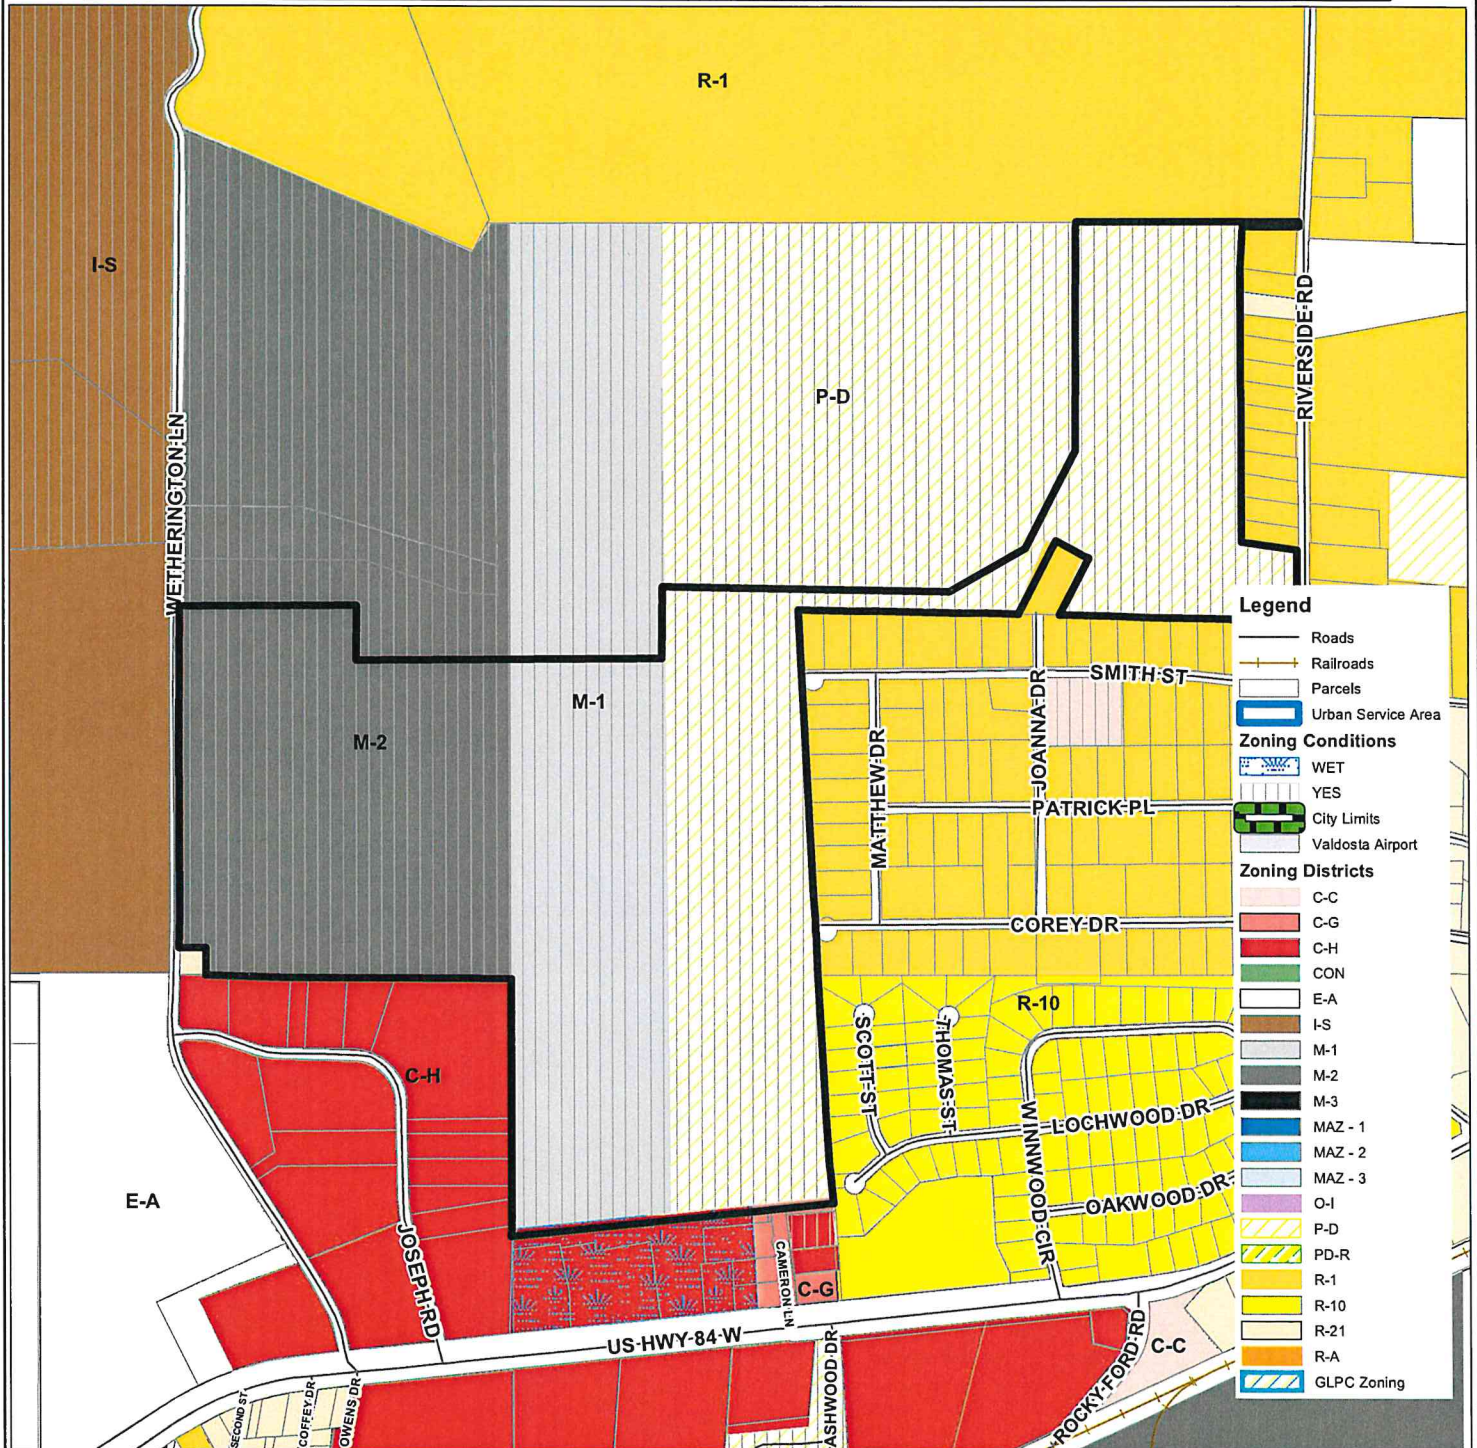 R-1
I-S
P-D
WETHERINGTON LN
RIVERSIDE RD
M-1
M-2
SMITH ST
JOANNA DR
MATTHEW DR
PATRICK PL
COREY DR
R-10
SCOTT ST
THOMAS ST
WINNWOOD CIR
LOCHWOOD DR
OAKWOOD DR
C-H
E-A
JOSEPH RD
CAMERON LN
C-G
US HWY 84 W
C-C
ASHWOOD DR
ROCKY FORD RD
SECOND ST
COFFEY DR
OWENS DR
Legend
Roads
Railroads
Parcels
Urban Service Area
Zoning Conditions
WET
YES
City Limits
Valdosta Airport
Zoning Districts
C-C
C-G
C-H
CON
E-A
I-S
M-1
M-2
M-3
MAZ - 1
MAZ - 2
MAZ - 3
O-I
P-D
PD-R
R-1
R-10
R-21
R-A
GLPC Zoning